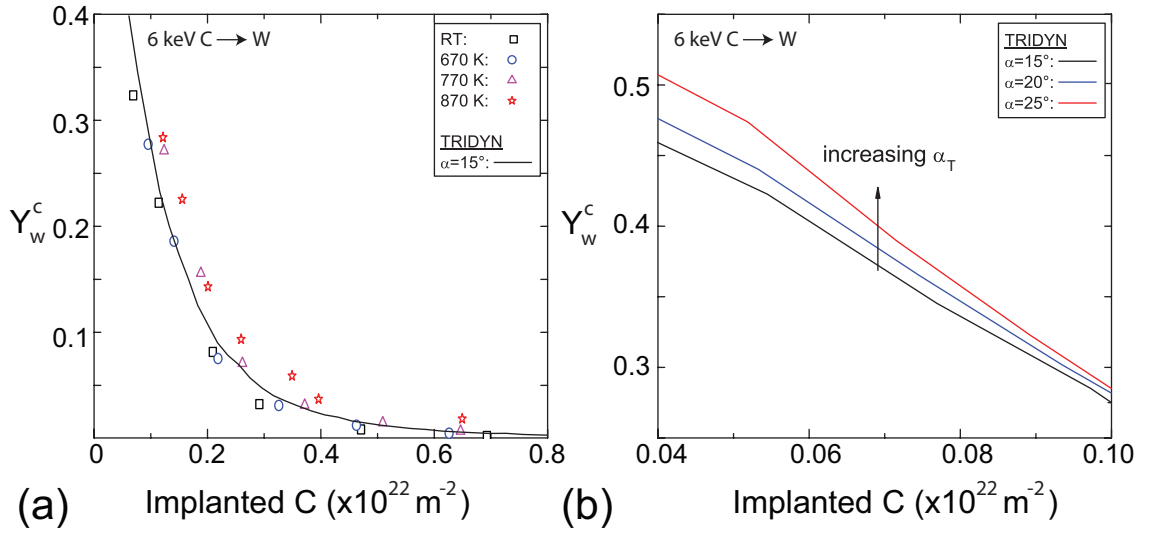 0.4
0.3
0.2
0.1
Y_w^c
6 keV C → W
RT:
670 K:
770 K:
870 K:
TRIDYN
α=15°:
0 0.2 0.4 0.6 0.8
(a) Implanted C (x10^22 m^-2)
0.5
0.4
0.3
Y_w^c
6 keV C → W
TRIDYN
α=15°:
α=20°:
α=25°:
increasing α_T
0.04 0.06 0.08 0.10
(b) Implanted C (x10^22 m^-2)